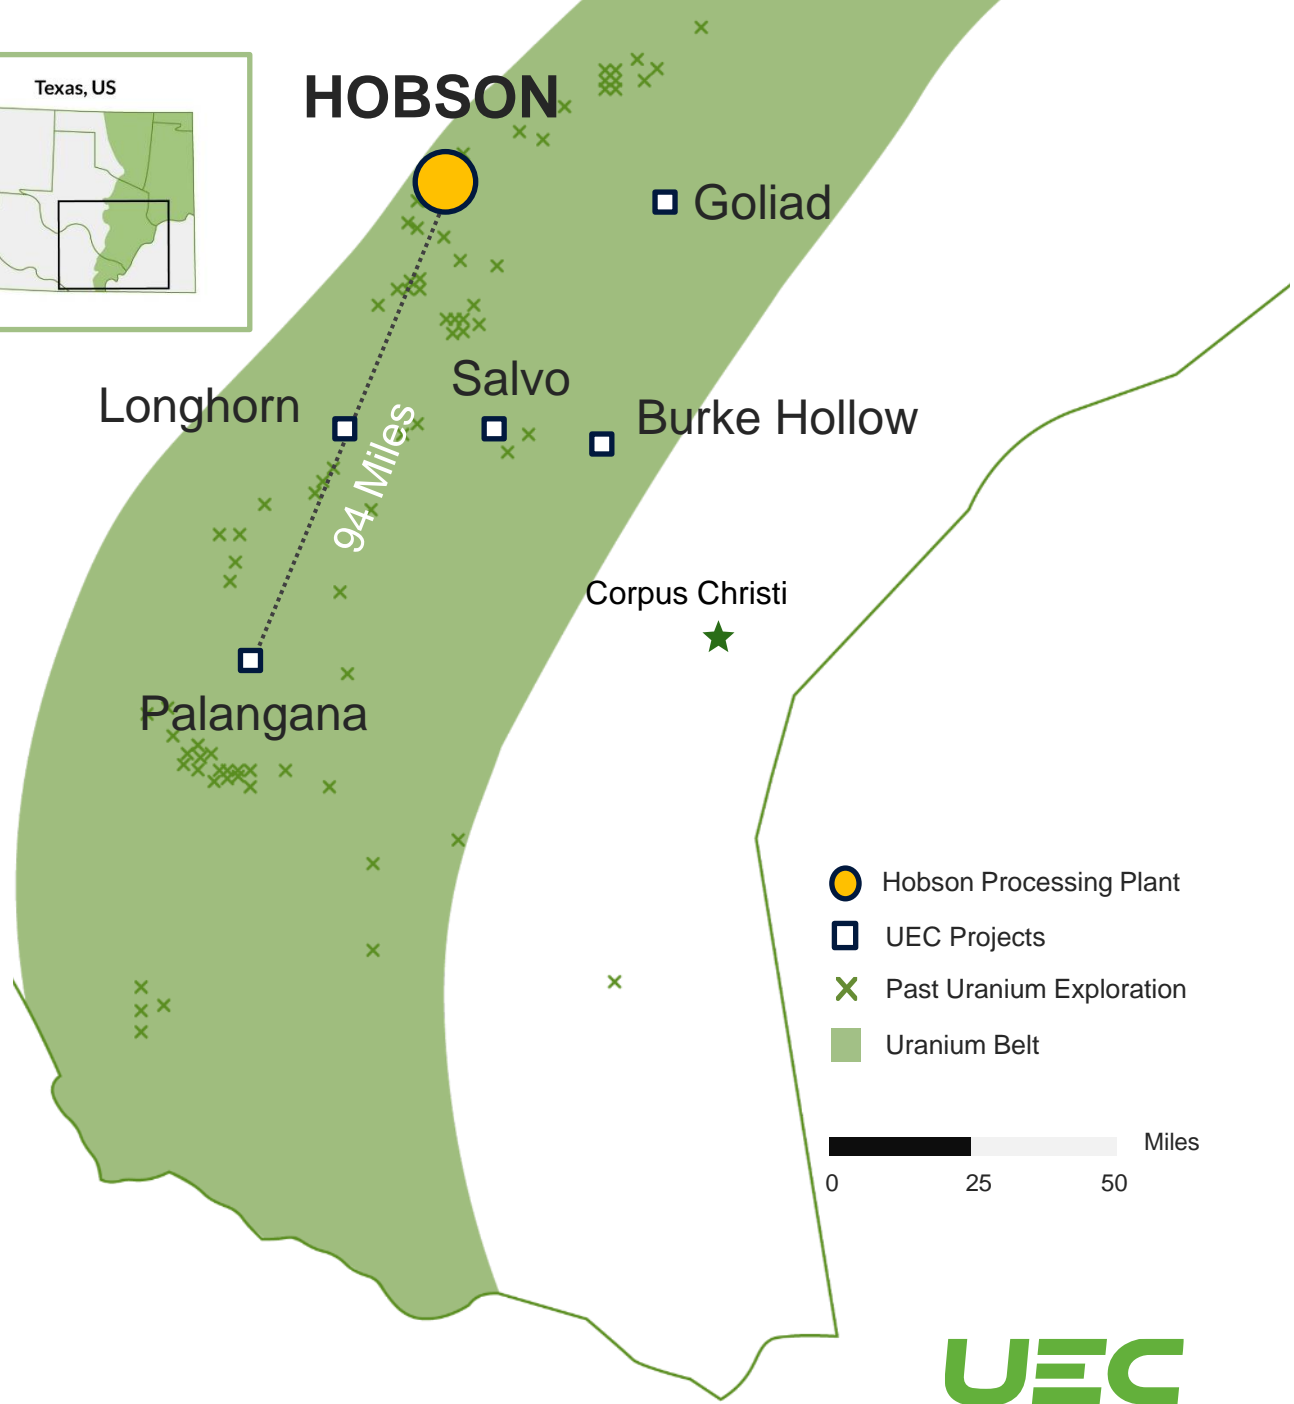 Texas, US
HOBSON
Goliad
Salvo
Longhorn
Burke Hollow
94 Miles
Corpus Christi
Palangana
Hobson Processing Plant
UEC Projects
Past Uranium Exploration
Uranium Belt
Miles
0 25 50
UEC